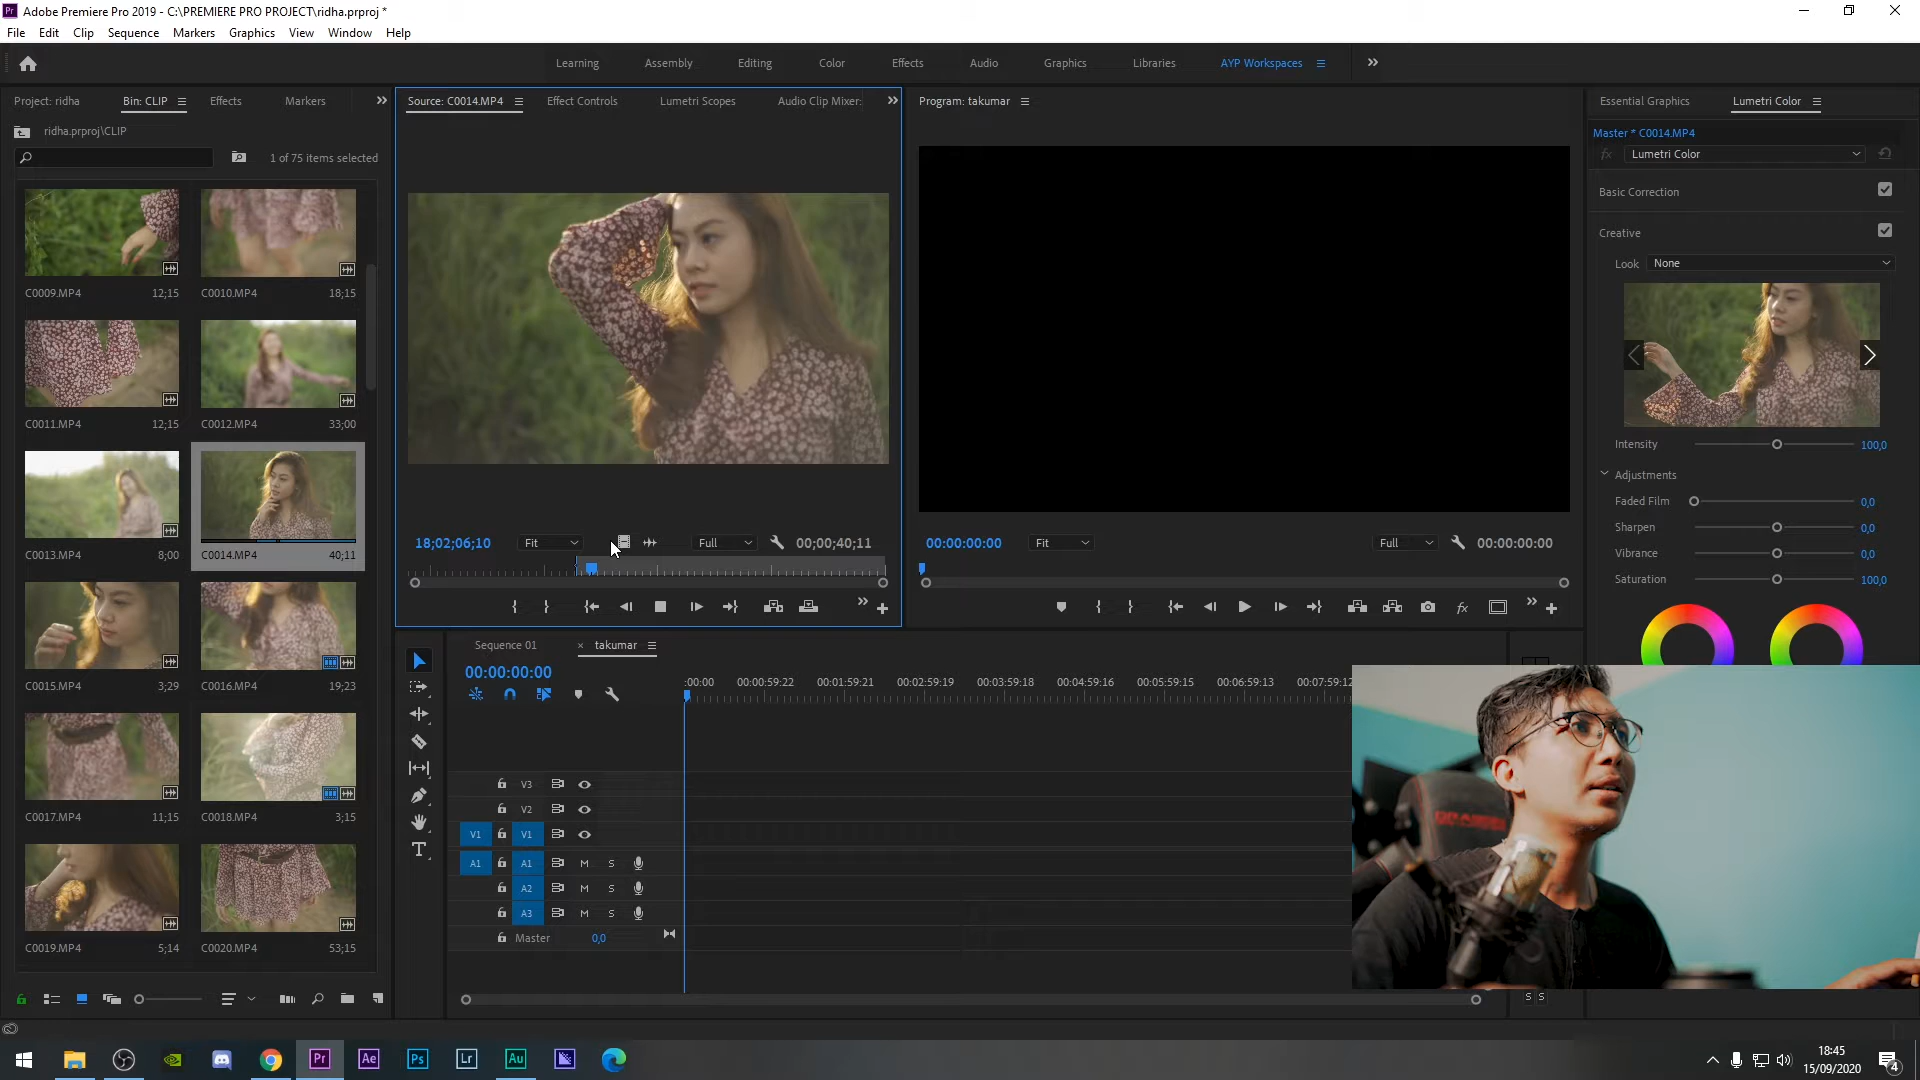 Adobe Premiere Pro 2019 - C:\PREMIERE PRO PROJECT\ridha.prproj *
File Edit Clip Sequence Markers Graphics View Window Help
Learning Assembly Editing Color Effects Audio Graphics Libraries AYP Workspaces
Project: ridha Bin: CLIP Effects Markers
ridha.prproj\CLIP
1 of 75 items selected
C0009.MP4 12;15 C0010.MP4 18;15
C0011.MP4 12;15 C0012.MP4 33;00
C0013.MP4 8;00 C0014.MP4 40;11
C0015.MP4 3;29 C0016.MP4 19;23
C0017.MP4 11;15 C0018.MP4 3;15
C0019.MP4 5;14 C0020.MP4 53;15
Source: C0014.MP4 Effect Controls Lumetri Scopes Audio Clip Mixer:
18;02;06;10 Fit Full 00;00;40;11
Program: takumar
00:00:00:00 Fit Full 00:00:00:00
Essential Graphics Lumetri Color
Master * C0014.MP4
fx Lumetri Color
Basic Correction
Creative
Look None
Intensity 100,0
Adjustments
Faded Film 0,0
Sharpen 0,0
Vibrance 0,0
Saturation 100,0
Sequence 01 × takumar
00:00:00:00
:00:00 00:00:59:22 00:01:59:21 00:02:59:19 00:03:59:18 00:04:59:16 00:05:59:15 00:06:59:13 00:07:59:12
V3
V2
V1 V1
A1 A1 M S
A2 M S
A3 M S
Master 0,0
S S
Pr Ae Ps Lr Au
18:45
15/09/2020
4